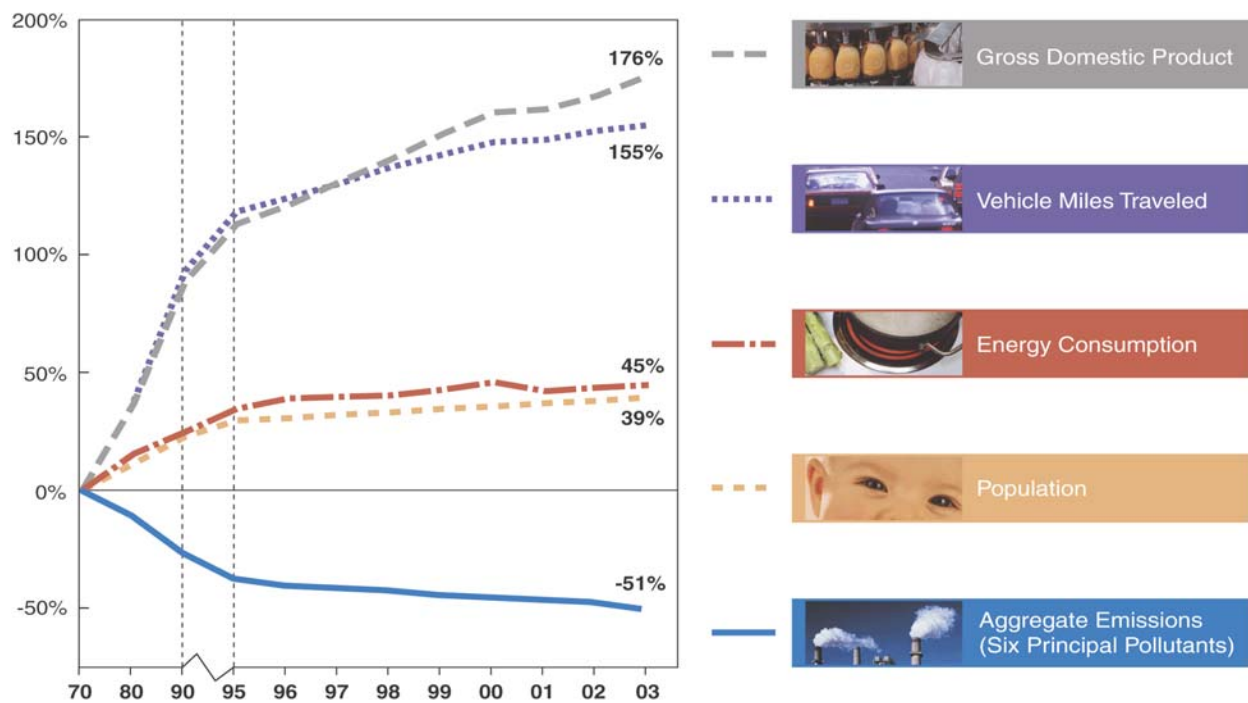 200%
150%
100%
50%
0%
-50%
176%
155%
45%
39%
-51%
70 80 90 95 96 97 98 99 00 01 02 03
Gross Domestic Product
Vehicle Miles Traveled
Energy Consumption
Population
Aggregate Emissions
(Six Principal Pollutants)